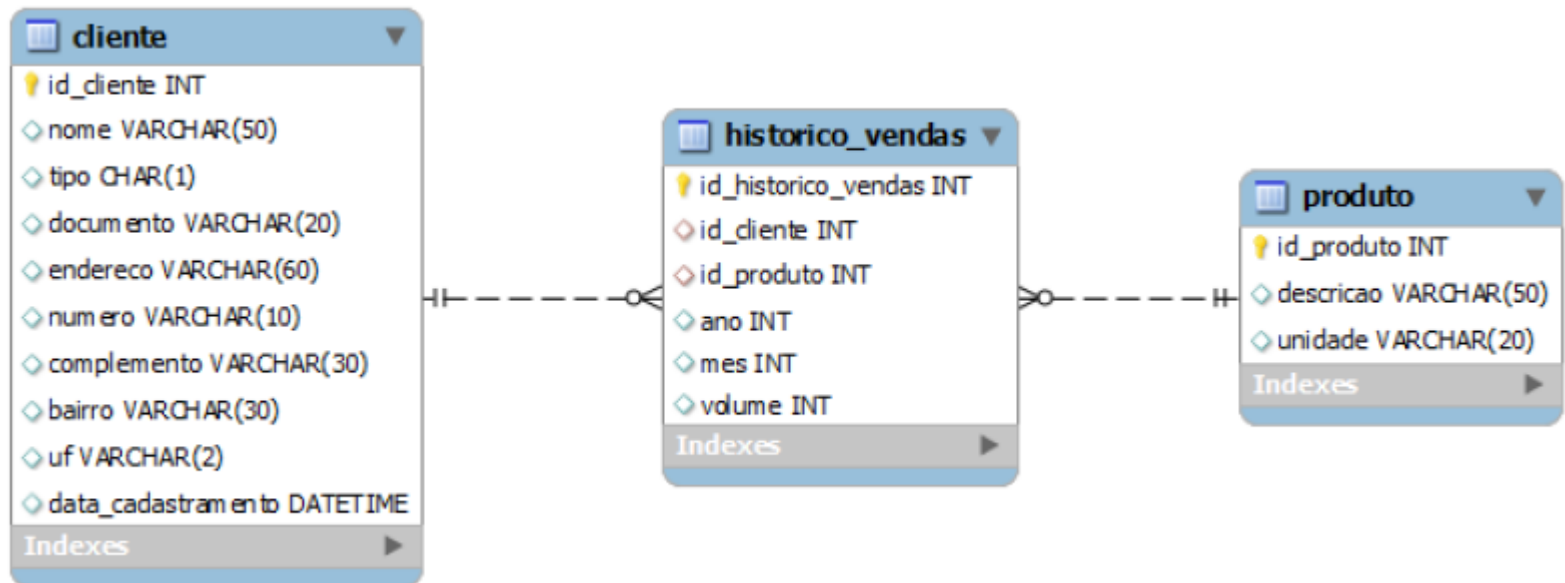 cliente
id_cliente INT
nome VARCHAR(50)
tipo CHAR(1)
documento VARCHAR(20)
endereco VARCHAR(60)
numero VARCHAR(10)
complemento VARCHAR(30)
bairro VARCHAR(30)
uf VARCHAR(2)
data_cadastramento DATETIME
Indexes
historico_vendas
id_historico_vendas INT
id_cliente INT
id_produto INT
ano INT
mes INT
volume INT
Indexes
produto
id_produto INT
descricao VARCHAR(50)
unidade VARCHAR(20)
Indexes